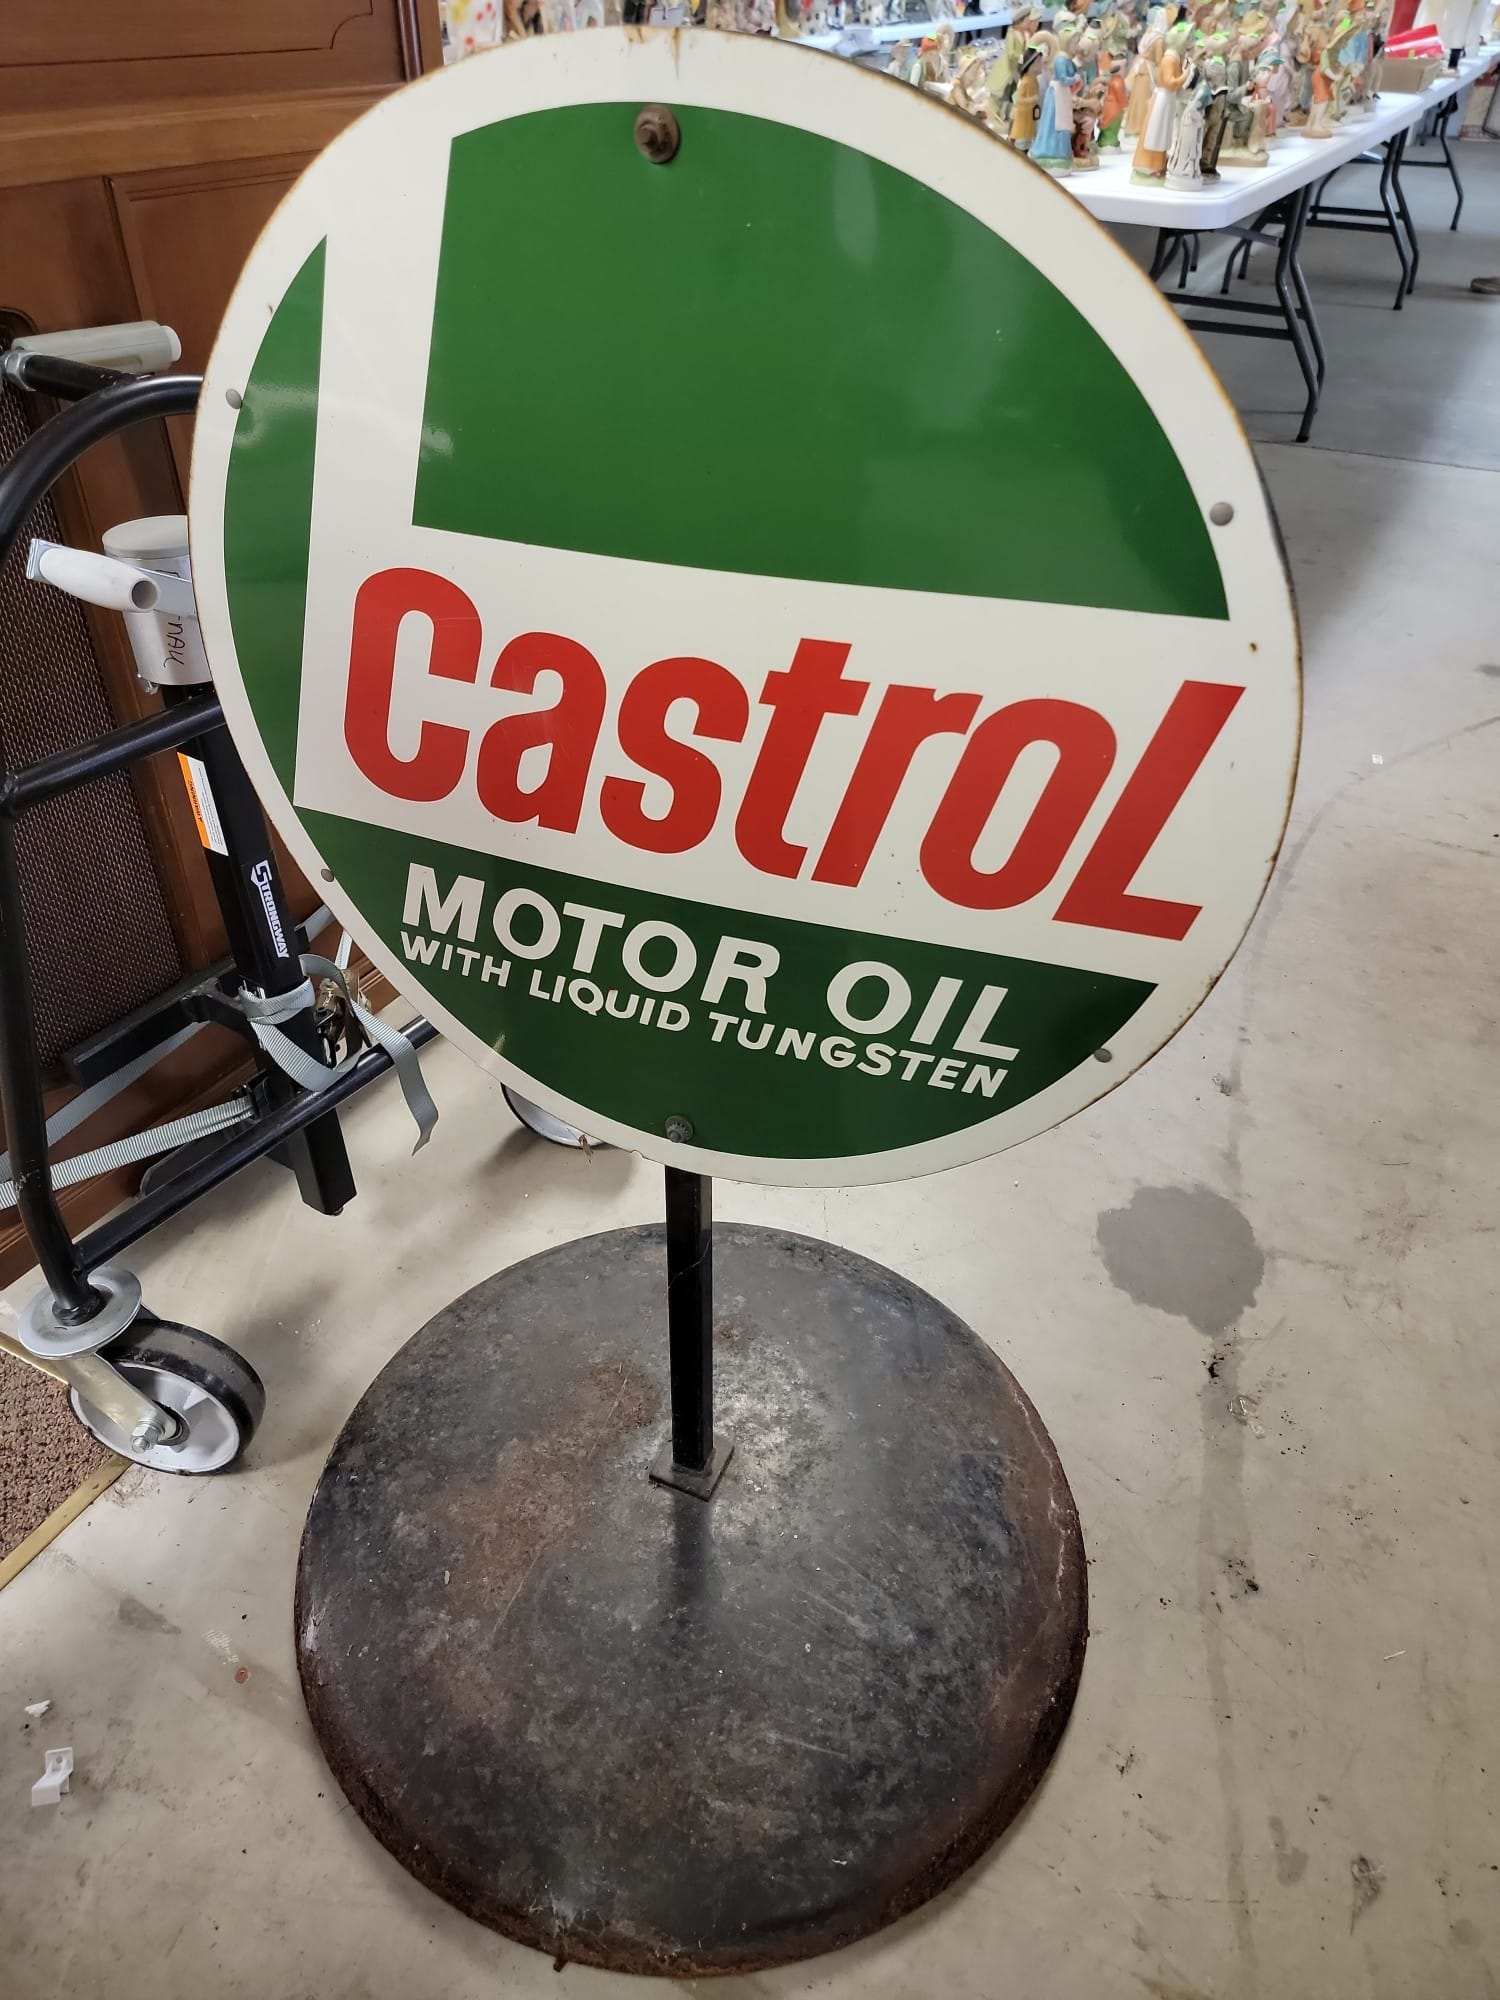 Castrol
MOTOR OIL
WITH LIQUID TUNGSTEN
STRONGWAY